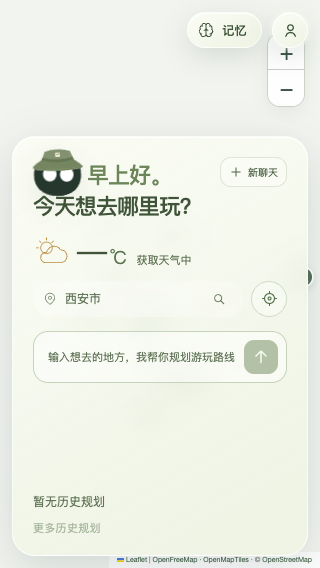 记忆
+
−
早上好。
+ 新聊天
今天想去哪里玩?
—°C 获取天气中
西安市
输入想去的地方，我帮你规划游玩路线
暂无历史规划
更多历史规划
Leaflet | OpenFreeMap · OpenMapTiles · © OpenStreetMap